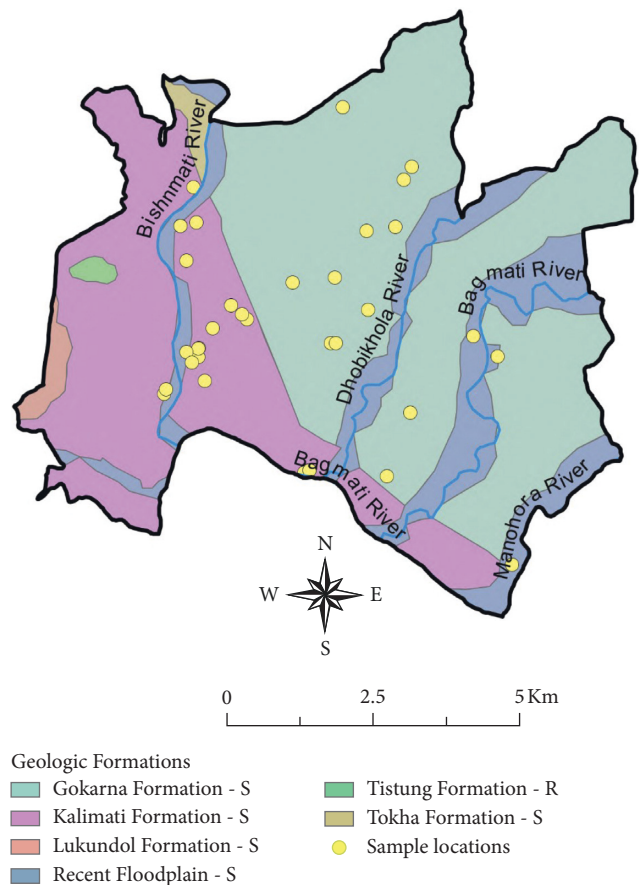 Bishnmati River
Dhobikhola River
Bagmati River
Bagmati River
Manohora River
N
W E
S
0 2.5 5 Km
Geologic Formations
Gokarna Formation - S
Kalimati Formation - S
Lukundol Formation - S
Recent Floodplain - S
Tistung Formation - R
Tokha Formation - S
Sample locations